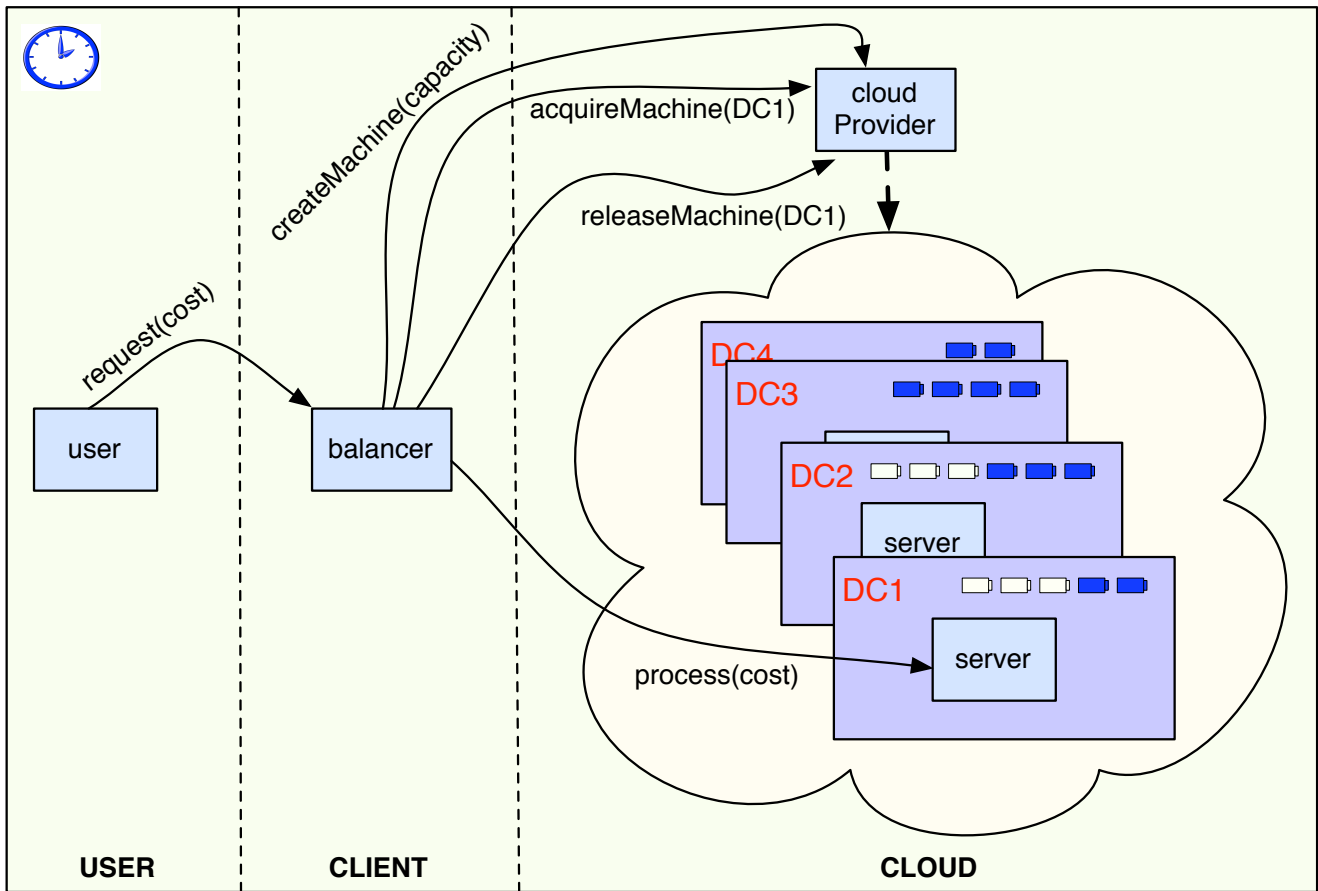 createMachine(capacity)
acquireMachine(DC1)
cloud
Provider
releaseMachine(DC1)
request(cost)
user
balancer
DC4
DC3
DC2
server
DC1
server
process(cost)
USER
CLIENT
CLOUD